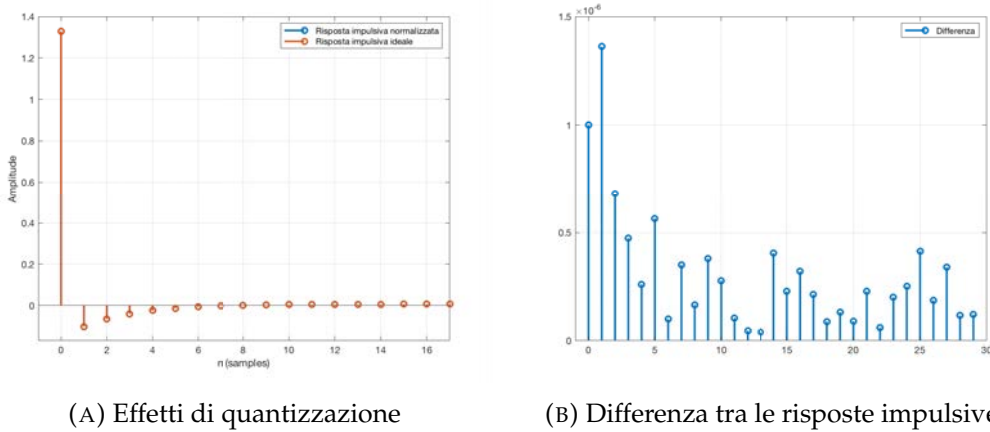 Risposta impulsiva normalizzata
Risposta impulsiva ideale
Amplitude
1.4
1.2
1
0.8
0.6
0.4
0.2
0
0 2 4 6 8 10 12 14 16
n (samples)
×10⁻⁶
Differenza
1.5
1
0.5
0
0 5 10 15 20 25 30
(A) Effetti di quantizzazione
(B) Differenza tra le risposte impulsive